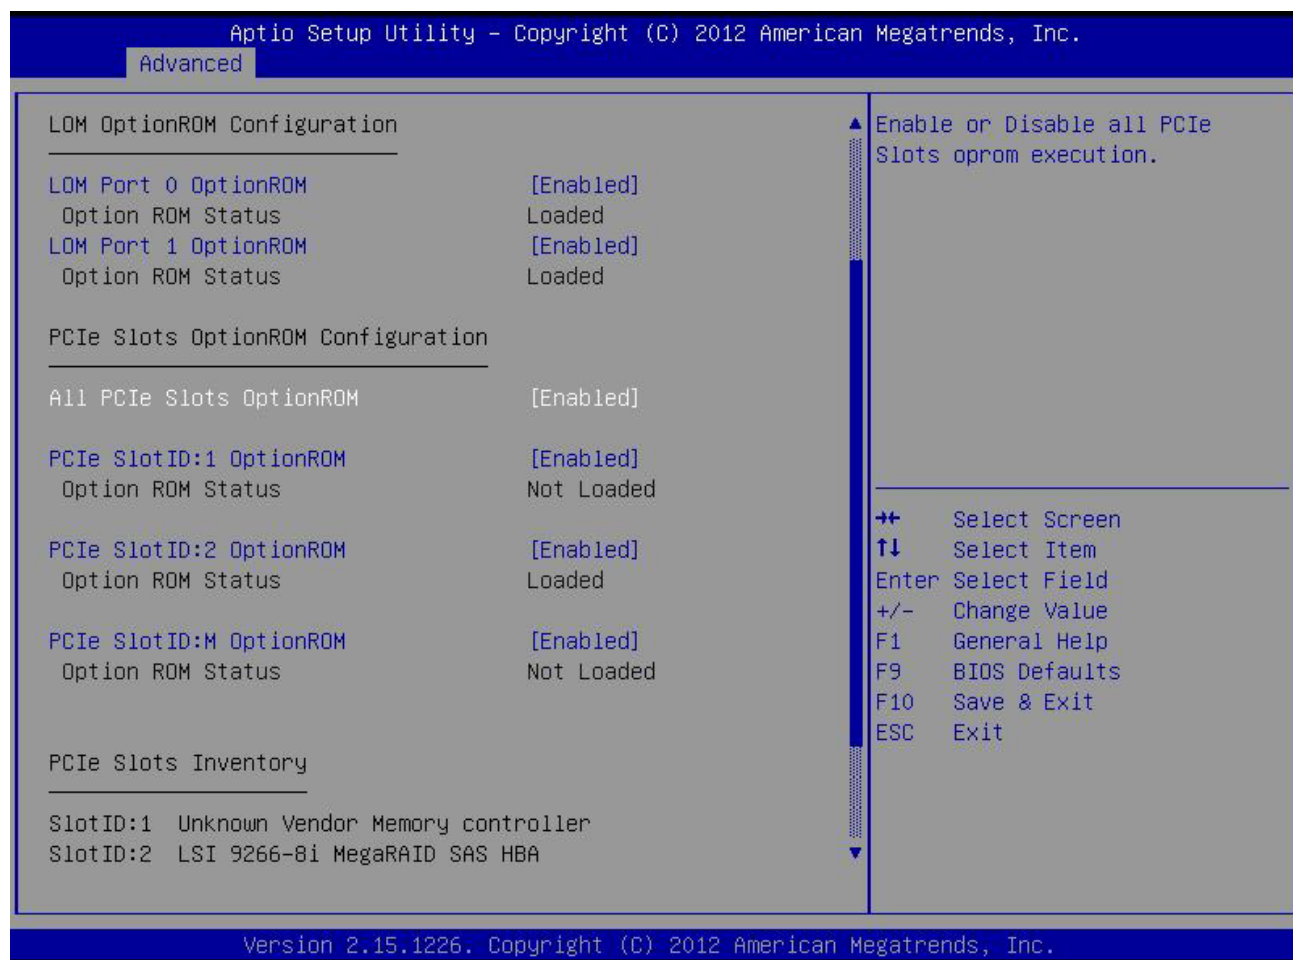 Aptio Setup Utility – Copyright (C) 2012 American Megatrends, Inc.
Advanced
LOM OptionROM Configuration
LOM Port 0 OptionROM [Enabled]
Option ROM Status Loaded
LOM Port 1 OptionROM [Enabled]
Option ROM Status Loaded
PCIe Slots OptionROM Configuration
All PCIe Slots OptionROM [Enabled]
PCIe SlotID:1 OptionROM [Enabled]
Option ROM Status Not Loaded
PCIe SlotID:2 OptionROM [Enabled]
Option ROM Status Loaded
PCIe SlotID:M OptionROM [Enabled]
Option ROM Status Not Loaded
PCIe Slots Inventory
SlotID:1 Unknown Vendor Memory controller
SlotID:2 LSI 9266-8i MegaRAID SAS HBA
Enable or Disable all PCIe
Slots oprom execution.
→← Select Screen
↑↓ Select Item
Enter Select Field
+/- Change Value
F1 General Help
F9 BIOS Defaults
F10 Save & Exit
ESC Exit
Version 2.15.1226. Copyright (C) 2012 American Megatrends, Inc.